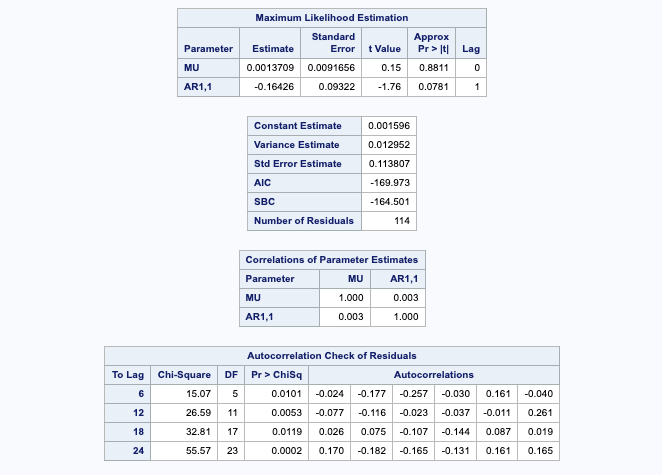 Maximum Likelihood Estimation
Parameter Estimate Standard Error t Value Approx Pr > |t| Lag
MU 0.0013709 0.0091656 0.15 0.8811 0
AR1,1 -0.16426 0.09322 -1.76 0.0781 1
Constant Estimate 0.001596
Variance Estimate 0.012952
Std Error Estimate 0.113807
AIC -169.973
SBC -164.501
Number of Residuals 114
Correlations of Parameter Estimates
Parameter MU AR1,1
MU 1.000 0.003
AR1,1 0.003 1.000
Autocorrelation Check of Residuals
To Lag Chi-Square DF Pr > ChiSq Autocorrelations
6 15.07 5 0.0101 -0.024 -0.177 -0.257 -0.030 0.161 -0.040
12 26.59 11 0.0053 -0.077 -0.116 -0.023 -0.037 -0.011 0.261
18 32.81 17 0.0119 0.026 0.075 -0.107 -0.144 0.087 0.019
24 55.57 23 0.0002 0.170 -0.182 -0.165 -0.131 0.161 0.165